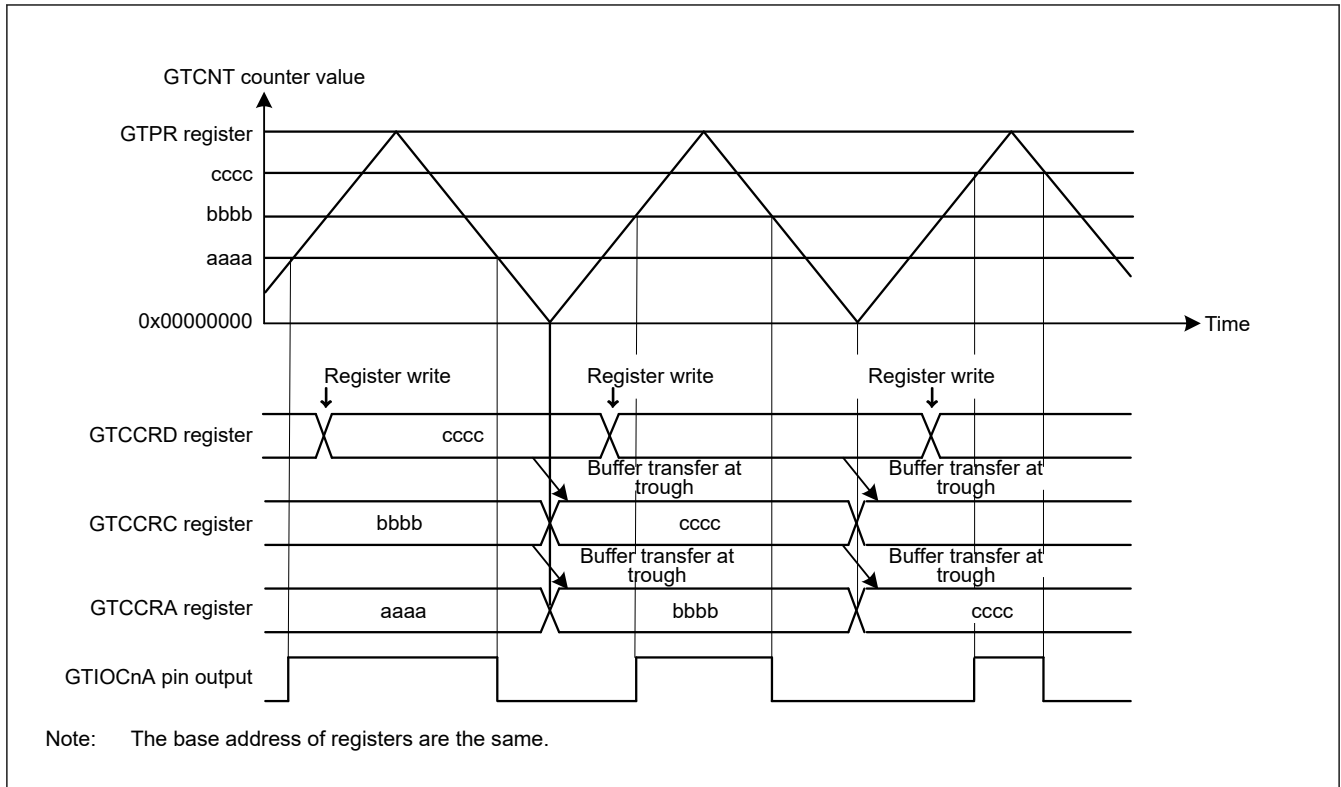 GTCNT counter value
GTPR register
cccc
bbbb
aaaa
0x00000000
Time
Register write
Register write
Register write
GTCCRD register
cccc
Buffer transfer at
trough
Buffer transfer at
trough
GTCCRC register
bbbb
cccc
Buffer transfer at
trough
Buffer transfer at
trough
GTCCRA register
aaaa
bbbb
cccc
GTIOCnA pin output
Note: The base address of registers are the same.